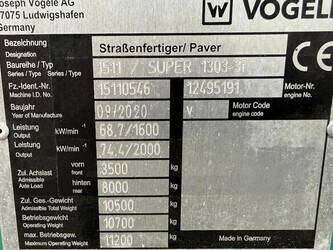 Joseph Vögele AG
67075 Ludwigshafen
Germany
VÖGELE
Bezeichnung
Designation
Straßenfertiger/ Paver
Baureihe / Typ
Series / Type
Series / Type
1511 / SUPER 1303-3i
CE
Fz.-Ident.-Nr.
Machine I.D. No.
15110546
12495191
Motor-Nr.
engine No.
Baujahr
Year of Manufacture
09/2020
V
Motor Code
engine code
Leistung
Output
kW/min⁻¹
68,7/1600
Leistung
Output
kW/min⁻¹
74,4/2000
Zul. Achslast
Admissible
Axle Load
vorn
front
3500
kg
hinten
rear
8000
kg
Zul. Ges.-Gewicht
Admissible Total Weight
10500
kg
Betriebsgewicht
Operating Weight
10700
kg
max. Betriebsgew.
Maximum Operating Weight
11200
kg
Made in Germany